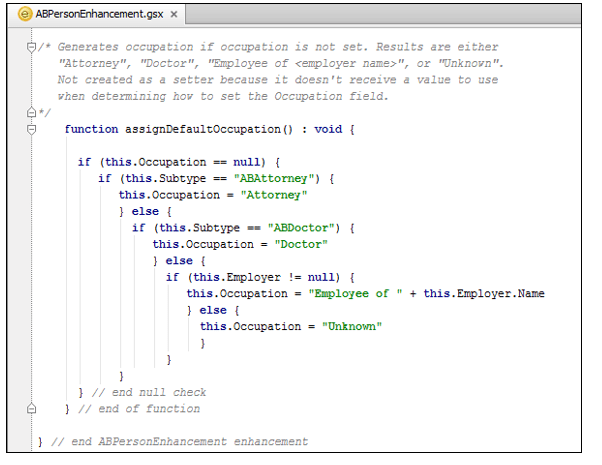 ABPersonEnhancement.gsx ×
/* Generates occupation if occupation is not set. Results are either
"Attorney", "Doctor", "Employee of <employer name>", or "Unknown".
Not created as a setter because it doesn't receive a value to use
when determining how to set the Occupation field.
*/
function assignDefaultOccupation() : void {
if (this.Occupation == null) {
if (this.Subtype == "ABAttorney") {
this.Occupation = "Attorney"
} else {
if (this.Subtype == "ABDoctor") {
this.Occupation = "Doctor"
} else {
if (this.Employer != null) {
this.Occupation = "Employee of " + this.Employer.Name
} else {
this.Occupation = "Unknown"
}
}
}
} // end null check
} // end of function
} // end ABPersonEnhancement enhancement